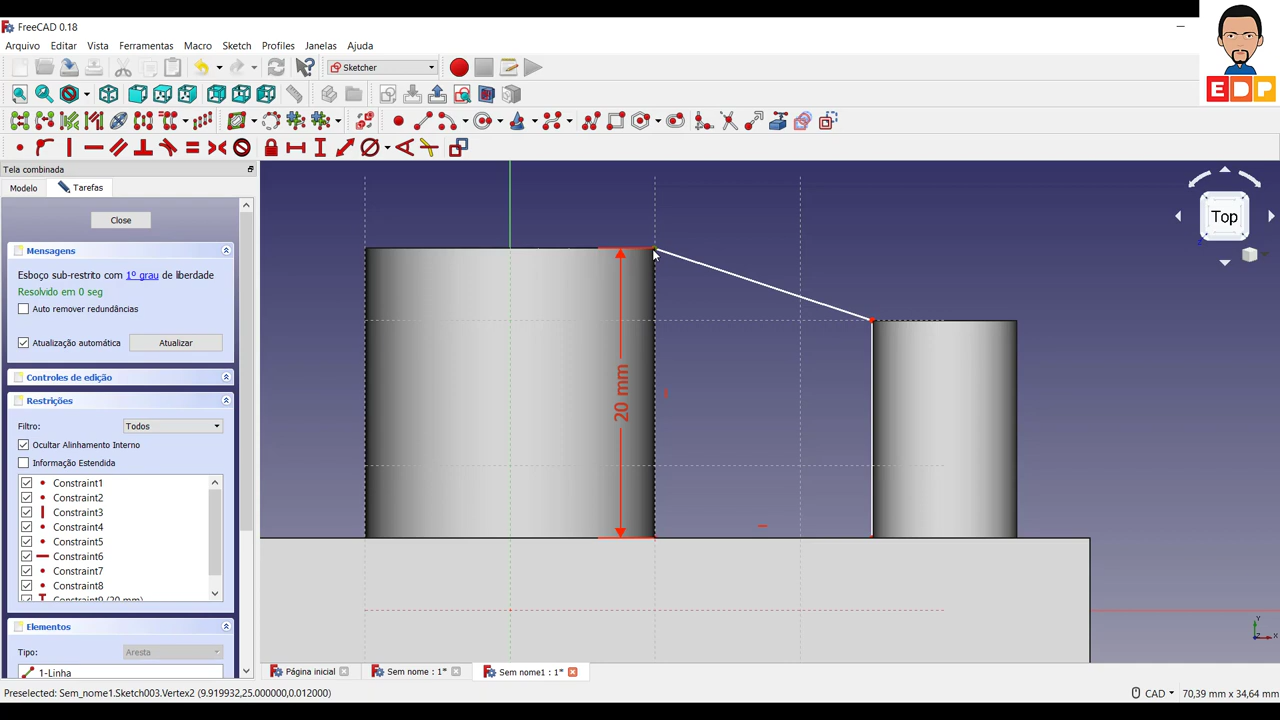 FreeCAD 0.18
Arquivo Editar Vista Ferramentas Macro Sketch Profiles Janelas Ajuda
Sketcher
EDP
Tela combinada
Modelo Tarefas
Close
Mensagens
Esboço sub-restrito com 1º grau de liberdade
Resolvido em 0 seg
Auto remover redundâncias
Atualização automática Atualizar
Controles de edição
Restrições
Filtro: Todos
Ocultar Alinhamento Interno
Informação Estendida
Constraint1
Constraint2
Constraint3
Constraint4
Constraint5
Constraint6
Constraint7
Constraint8
Constraint9 (20 mm)
Elementos
Tipo: Aresta
1-Linha
20 mm
Top
Y
Z
X
Página inicial Sem nome : 1* Sem nome1 : 1*
Preselected: Sem_nome1.Sketch003.Vertex2 (9.919932,25.000000,0.012000)
CAD 70,39 mm x 34,64 mm